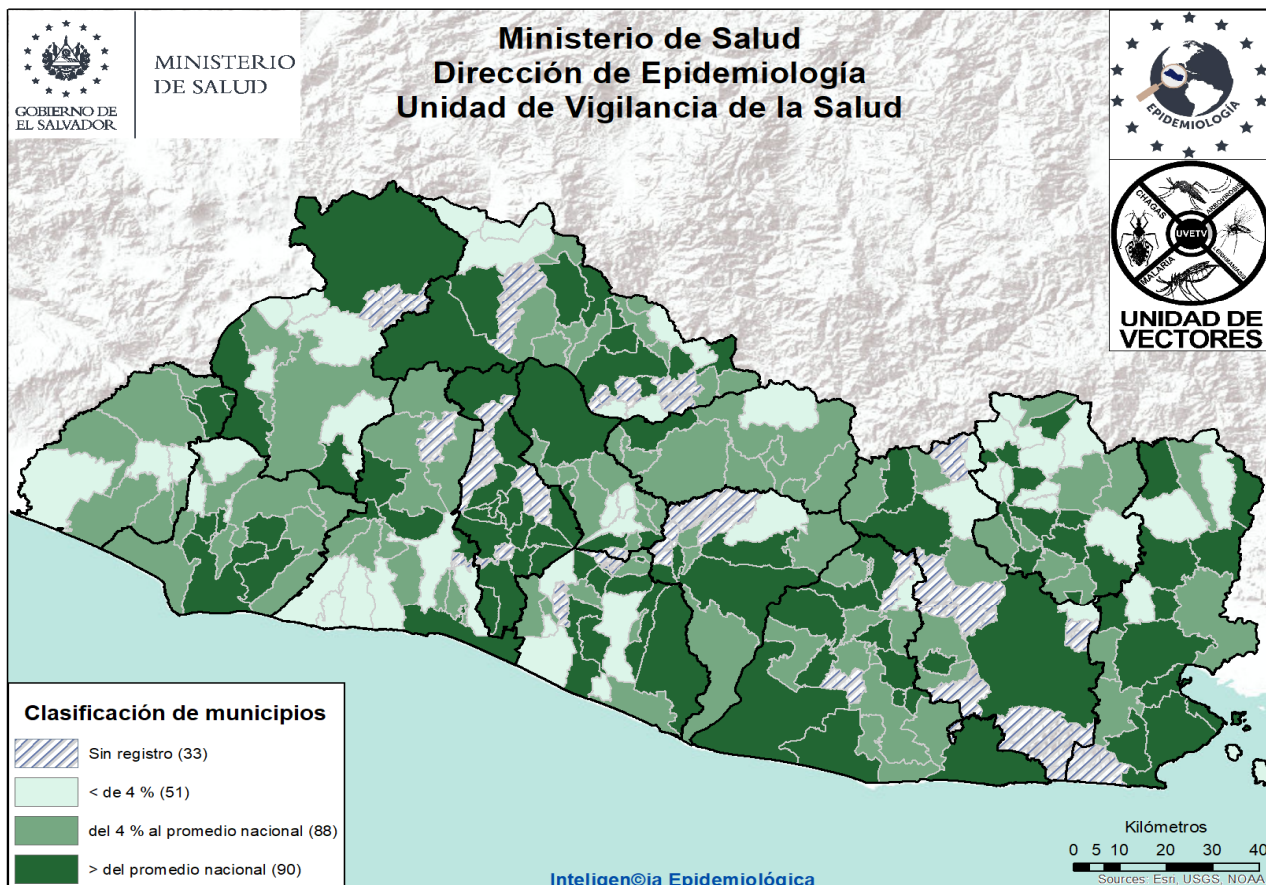 GOBIERNO DE
EL SALVADOR
MINISTERIO
DE SALUD
Ministerio de Salud
Dirección de Epidemiología
Unidad de Vigilancia de la Salud
EPIDEMIOLOGÍA
CHAGAS
ARBOVIROSIS
UVETV
MALARIA
LEISHMANIASIS
UNIDAD DE
VECTORES
Clasificación de municipios
Sin registro (33)
< de 4 % (51)
del 4 % al promedio nacional (88)
> del promedio nacional (90)
Inteligen©ia Epidemiológica
Kilómetros
0 5 10 20 30 40
Sources: Esri, USGS, NOAA